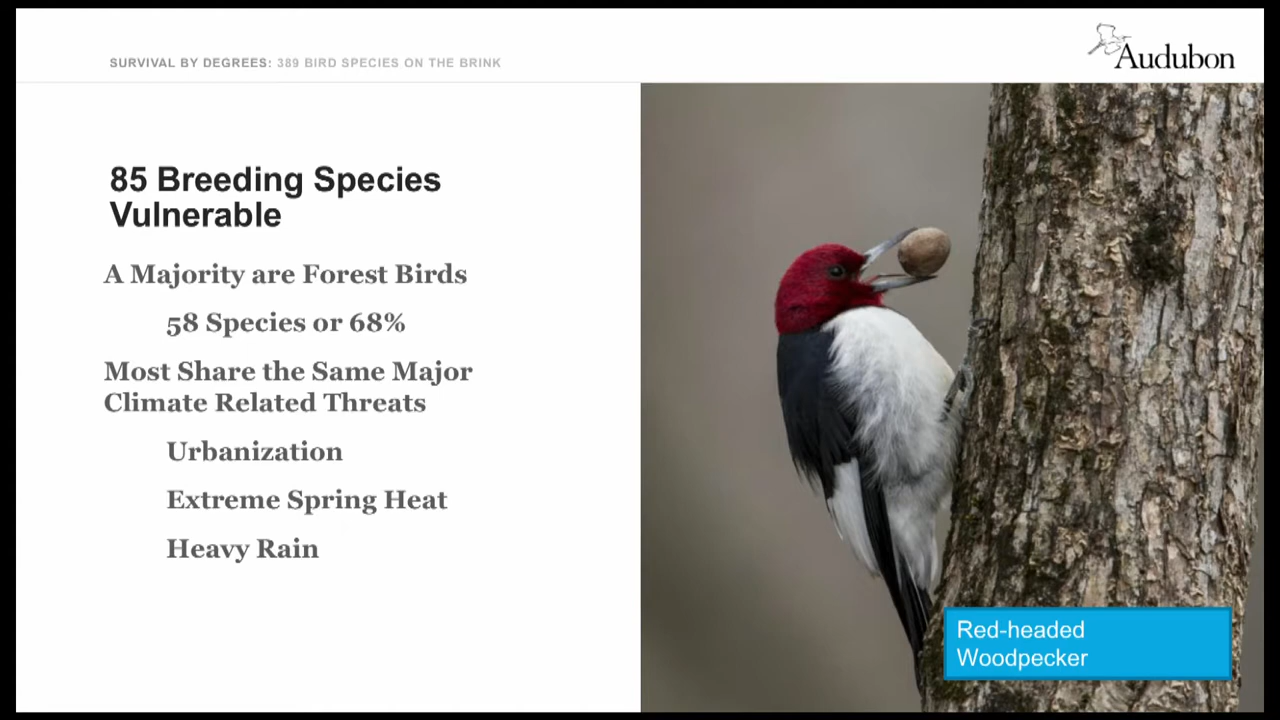 SURVIVAL BY DEGREES: 389 BIRD SPECIES ON THE BRINK
Audubon
85 Breeding Species
Vulnerable
A Majority are Forest Birds
58 Species or 68%
Most Share the Same Major
Climate Related Threats
Urbanization
Extreme Spring Heat
Heavy Rain
Red-headed
Woodpecker